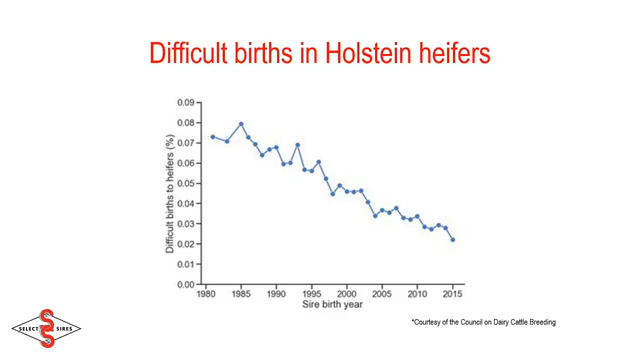 Difficult births in Holstein heifers
Difficult births to heifers (%)
0.09
0.08
0.07
0.06
0.05
0.04
0.03
0.02
0.01
0.00
1980 1985 1990 1995 2000 2005 2010 2015
Sire birth year
SELECT SS SIRES
*Courtesy of the Council on Dairy Cattle Breeding